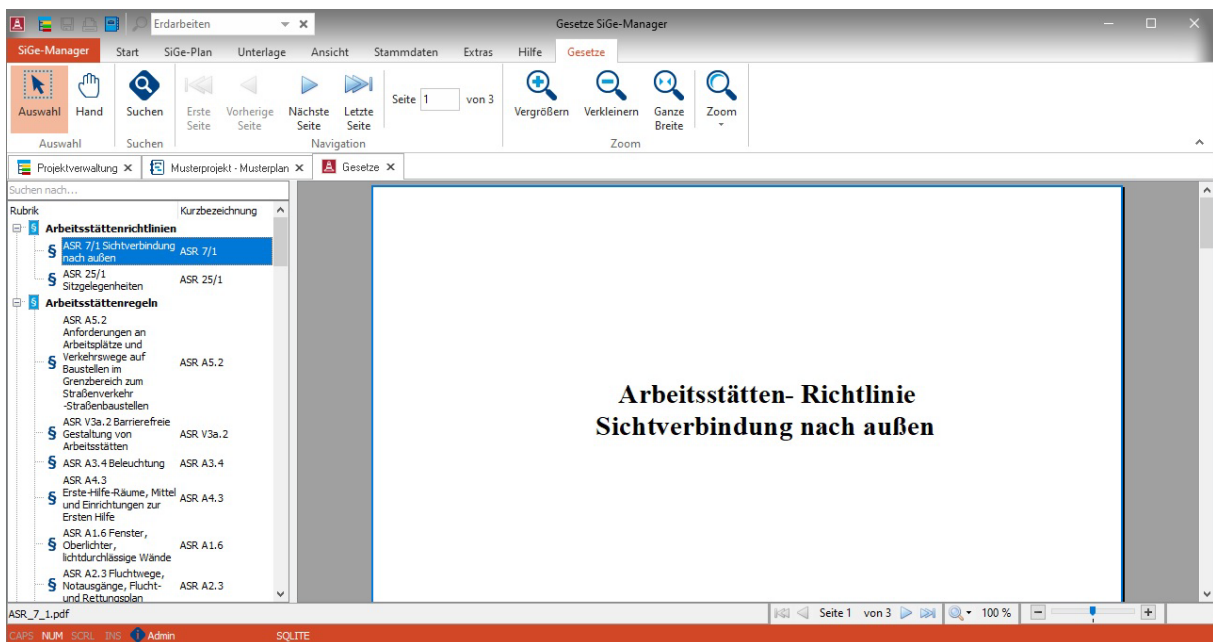 Erdarbeiten
Gesetze SiGe-Manager
SiGe-Manager Start SiGe-Plan Unterlage Ansicht Stammdaten Extras Hilfe Gesetze
Auswahl Hand Suchen Erste Seite Vorherige Seite Nächste Seite Letzte Seite Seite 1 von 3 Vergrößern Verkleinern Ganze Breite Zoom
Auswahl Suchen Navigation Zoom
Projektverwaltung Musterprojekt - Musterplan Gesetze
Suchen nach...
Rubrik Kurzbezeichnung
§ Arbeitsstättenrichtlinien
§ ASR 7/1 Sichtverbindung
nach außen
ASR 7/1
§ ASR 25/1
Sitzgelegenheiten
ASR 25/1
§ Arbeitsstättenregeln
ASR A5.2
Anforderungen an
Arbeitsplätze und
§ Verkehrswege auf
Baustellen im
Grenzbereich zum
Straßenverkehr
-Straßenbaustellen
ASR A5.2
ASR V3a.2 Barrierefreie
§ Gestaltung von
Arbeitsstätten
ASR V3a.2
§ ASR A3.4 Beleuchtung ASR A3.4
ASR A4.3
§ Erste-Hilfe-Räume, Mittel
und Einrichtungen zur
Ersten Hilfe
ASR A4.3
ASR A1.6 Fenster,
§ Oberlichter,
lichtdurchlässige Wände
ASR A1.6
ASR A2.3 Fluchtwege,
§ Notausgänge, Flucht-
und Rettungsplan
ASR A2.3
Arbeitsstätten- Richtlinie
Sichtverbindung nach außen
ASR_7_1.pdf
Seite 1 von 3 100 %
CAPS NUM SCRL INS Admin SQLITE